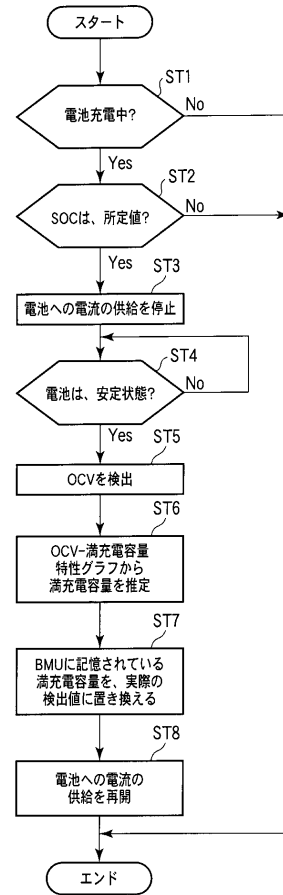 スタート
ST1
電池充電中?
No
Yes
ST2
SOCは、所定値?
No
Yes
ST3
電池への電流の供給を停止
ST4
電池は、安定状態?
No
Yes
ST5
OCVを検出
ST6
OCV-満充電容量
特性グラフから
満充電容量を推定
ST7
BMUに記憶されている
満充電容量を、実際の
検出値に置き換える
ST8
電池への電流の
供給を再開
エンド